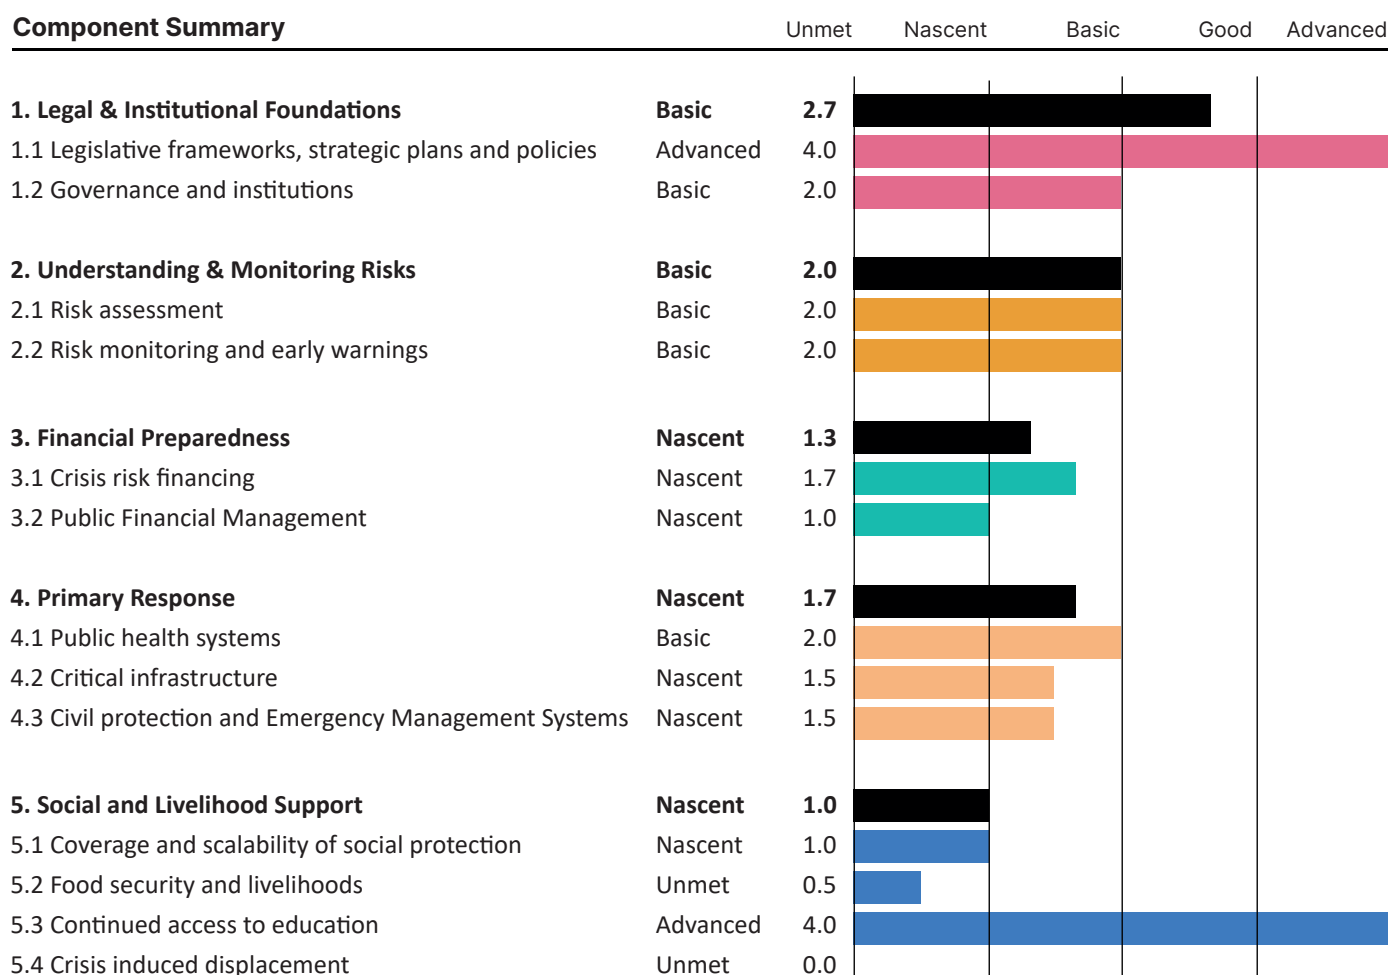 Component Summary Unmet Nascent Basic Good Advanced
1. Legal & Institutional Foundations Basic 2.7
1.1 Legislative frameworks, strategic plans and policies Advanced 4.0
1.2 Governance and institutions Basic 2.0
2. Understanding & Monitoring Risks Basic 2.0
2.1 Risk assessment Basic 2.0
2.2 Risk monitoring and early warnings Basic 2.0
3. Financial Preparedness Nascent 1.3
3.1 Crisis risk financing Nascent 1.7
3.2 Public Financial Management Nascent 1.0
4. Primary Response Nascent 1.7
4.1 Public health systems Basic 2.0
4.2 Critical infrastructure Nascent 1.5
4.3 Civil protection and Emergency Management Systems Nascent 1.5
5. Social and Livelihood Support Nascent 1.0
5.1 Coverage and scalability of social protection Nascent 1.0
5.2 Food security and livelihoods Unmet 0.5
5.3 Continued access to education Advanced 4.0
5.4 Crisis induced displacement Unmet 0.0